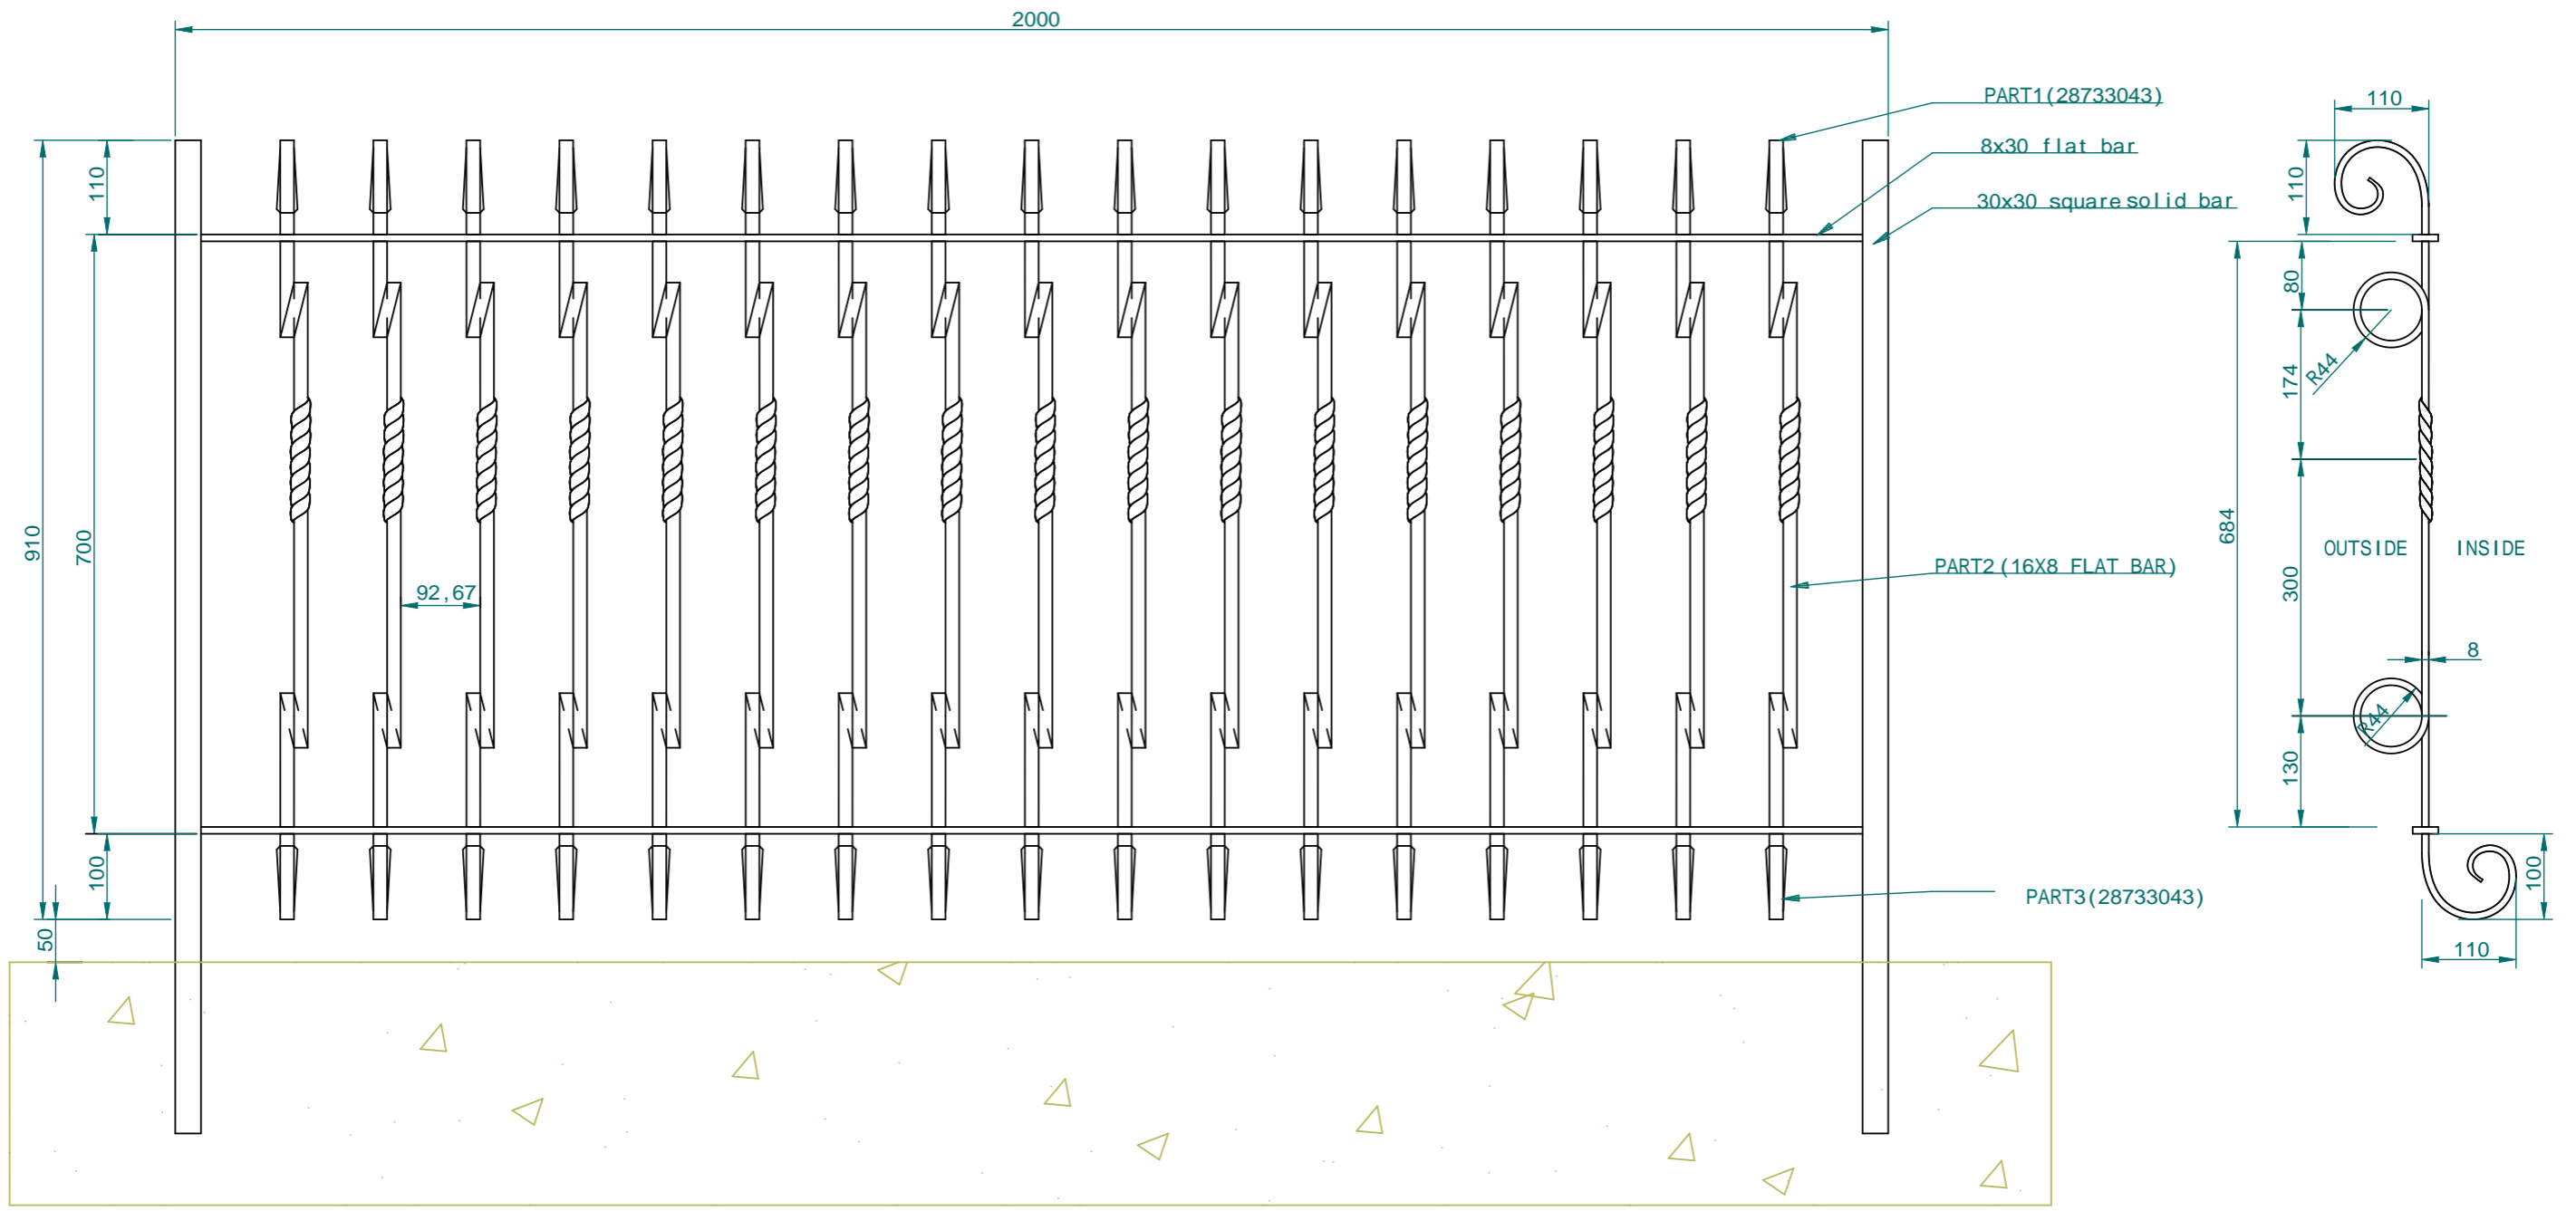 2000
PART1(28733043)
110
8x30 flat bar
110
110
30x30 square solid bar
80
R44
174
910
700
684
OUTSIDE INSIDE
PART2(16X8 FLAT BAR)
92,67
300
8
R44
130
100
100
PART3(28733043)
50
110